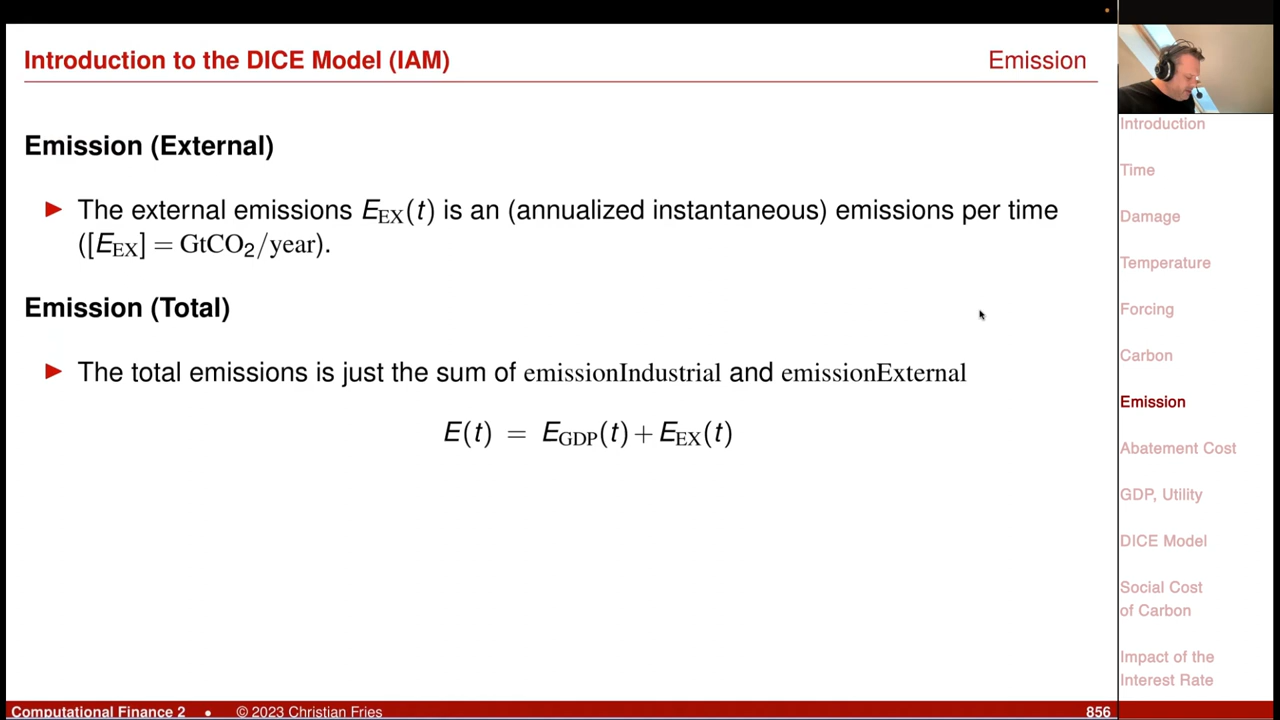 Introduction to the DICE Model (IAM)
Emission
Emission (External)
▶ The external emissions E_EX(t) is an (annualized instantaneous) emissions per time
([E_EX] = GtCO₂/year).
Emission (Total)
▶ The total emissions is just the sum of emissionIndustrial and emissionExternal
E(t) = E_GDP(t) + E_EX(t)
Introduction
Time
Damage
Temperature
Forcing
Carbon
Emission
Abatement Cost
GDP, Utility
DICE Model
Social Cost
of Carbon
Impact of the
Interest Rate
Computational Finance 2 • © 2023 Christian Fries
856